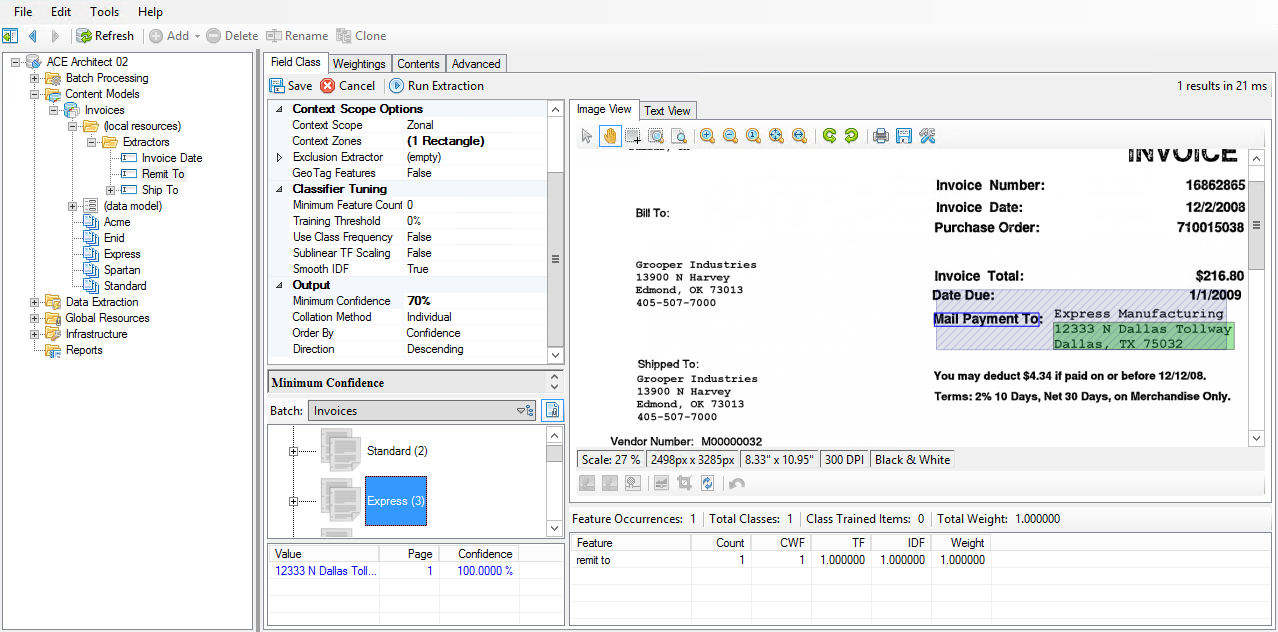 File Edit Tools Help
Refresh Add Delete Rename Clone
ACE Architect 02
Batch Processing
Content Models
Invoices
(local resources)
Extractors
Invoice Date
Remit To
Ship To
(data model)
Acme
Enid
Express
Spartan
Standard
Data Extraction
Global Resources
Infrastructure
Reports
Field Class Weightings Contents Advanced
Save Cancel Run Extraction 1 results in 21 ms
Context Scope Options
Context Scope Zonal
Context Zones (1 Rectangle)
Exclusion Extractor (empty)
GeoTag Features False
Classifier Tuning
Minimum Feature Count 0
Training Threshold 0%
Use Class Frequency False
Sublinear TF Scaling False
Smooth IDF True
Output
Minimum Confidence 70%
Collation Method Individual
Order By Confidence
Direction Descending
Minimum Confidence
Batch: Invoices
Standard (2)
Express (3)
Value Page Confidence
12333 N Dallas Toll... 1 100.0000 %
Image View Text View
INVOICE
Invoice Number: 16862865
Invoice Date: 12/2/2008
Purchase Order: 710015038
Bill To:
Grooper Industries
13900 N Harvey
Edmond, OK 73013
405-507-7000
Invoice Total: $216.80
Date Due: 1/1/2009
Mail Payment To: Express Manufacturing
12333 N Dallas Tollway
Dallas, TX 75032
Shipped To:
Grooper Industries
13900 N Harvey
Edmond, OK 73013
405-507-7000
You may deduct $4.34 if paid on or before 12/12/08.
Terms: 2% 10 Days, Net 30 Days, on Merchandise Only.
Vendor Number: M00000032
Scale: 27 % 2498px x 3285px 8.33" x 10.95" 300 DPI Black & White
Feature Occurrences: 1 Total Classes: 1 Class Trained Items: 0 Total Weight: 1.000000
Feature Count CWF TF IDF Weight
remit to 1 1 1.000000 1.000000 1.000000